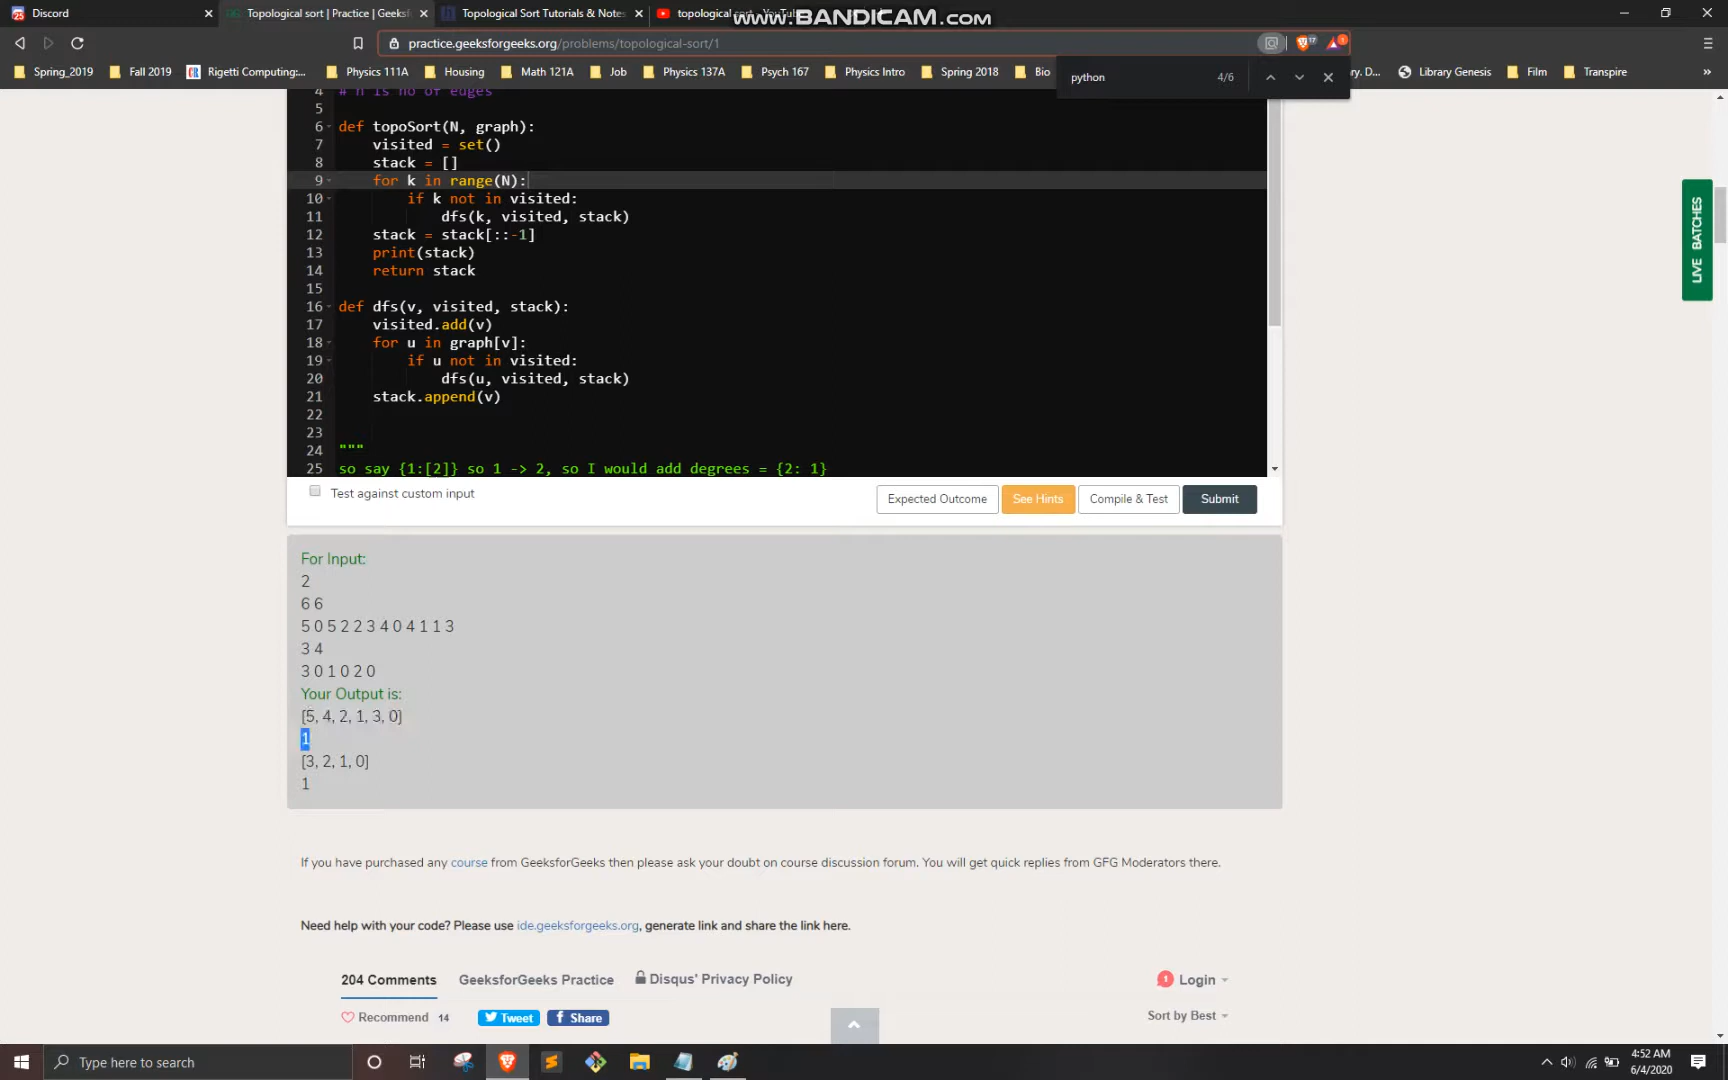 Discord
Topological sort | Practice | Geeksf
Topological Sort Tutorials & Notes
topological sort - YouTu
www.BANDICAM.com
practice.geeksforgeeks.org/problems/topological-sort/1
Spring_2019
Fall 2019
Rigetti Computing:...
Physics 111A
Housing
Math 121A
Job
Physics 137A
Psych 167
Physics Intro
Spring 2018
Bio
ry. D...
Library Genesis
Film
Transpire
»
python 4/6
4 # n is no of edges
5
6 def topoSort(N, graph):
7 visited = set()
8 stack = []
9 for k in range(N):
10 if k not in visited:
11 dfs(k, visited, stack)
12 stack = stack[::-1]
13 print(stack)
14 return stack
15
16 def dfs(v, visited, stack):
17 visited.add(v)
18 for u in graph[v]:
19 if u not in visited:
20 dfs(u, visited, stack)
21 stack.append(v)
22
23
24 """
25 so say {1:[2]} so 1 -> 2, so I would add degrees = {2: 1}
LIVE BATCHES
Test against custom input
Expected Outcome
See Hints
Compile & Test
Submit
For Input:
2
6 6
5 0 5 2 2 3 4 0 4 1 1 3
3 4
3 0 1 0 2 0
Your Output is:
[5, 4, 2, 1, 3, 0]
1
[3, 2, 1, 0]
1
If you have purchased any course from GeeksforGeeks then please ask your doubt on course discussion forum. You will get quick replies from GFG Moderators there.
Need help with your code? Please use ide.geeksforgeeks.org, generate link and share the link here.
204 Comments
GeeksforGeeks Practice
Disqus' Privacy Policy
1 Login
Recommend 14
Tweet
Share
Sort by Best
Type here to search
4:52 AM
6/4/2020